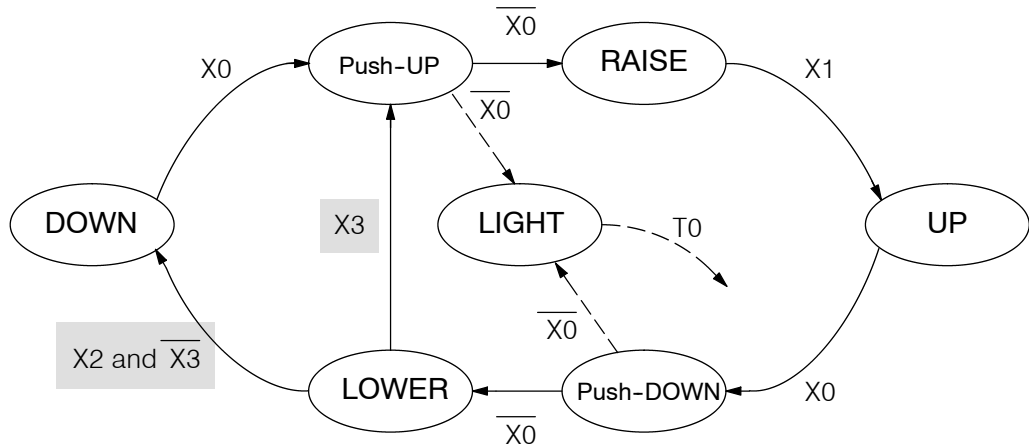 X̅0̅
X0
Push-UP
RAISE
X1
X̅0̅
DOWN
X3
LIGHT
T0
UP
X̅0̅
X2 and X̅3̅
LOWER
Push-DOWN
X0
X̅0̅